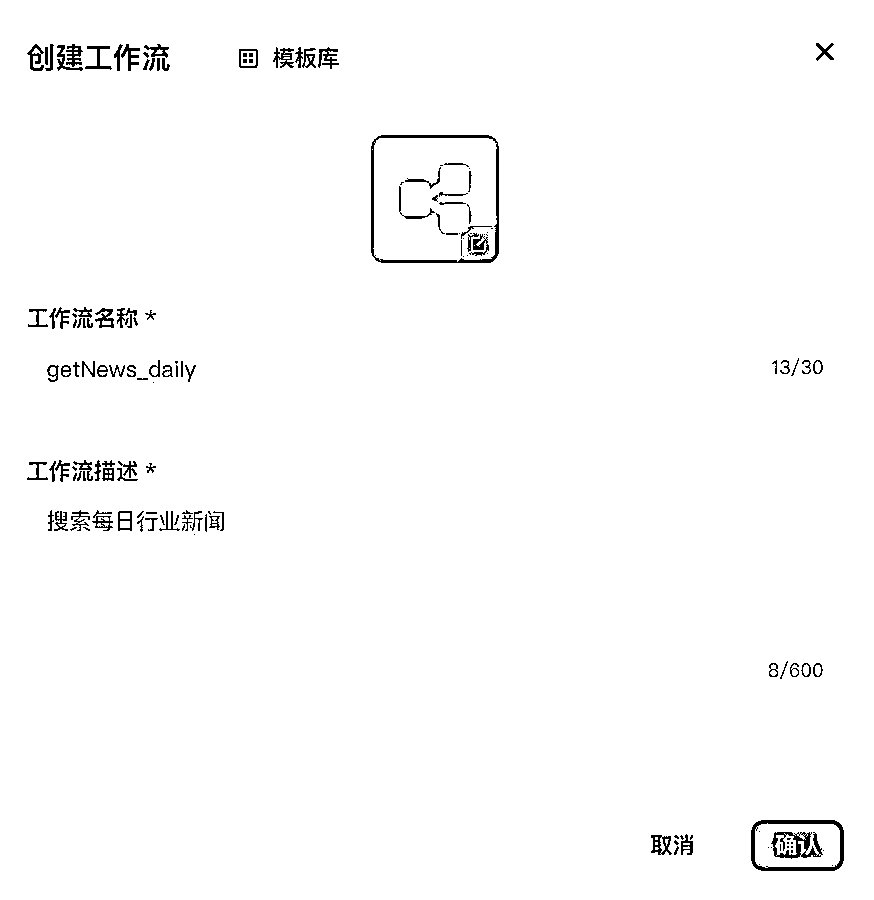 创建工作流 模板库
工作流名称 *
getNews_daily 13/30
工作流描述 *
搜索每日行业新闻
8/600
取消 确认